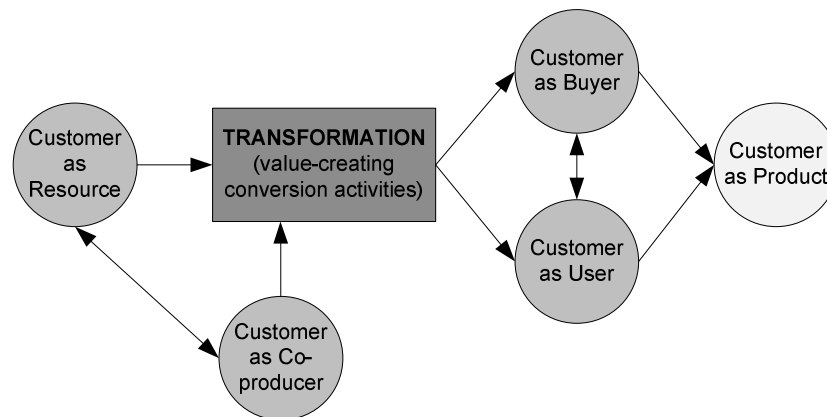 Customer
as
Resource
TRANSFORMATION
(value-creating
conversion activities)
Customer
as Co-
producer
Customer
as Buyer
Customer
as User
Customer
as Product